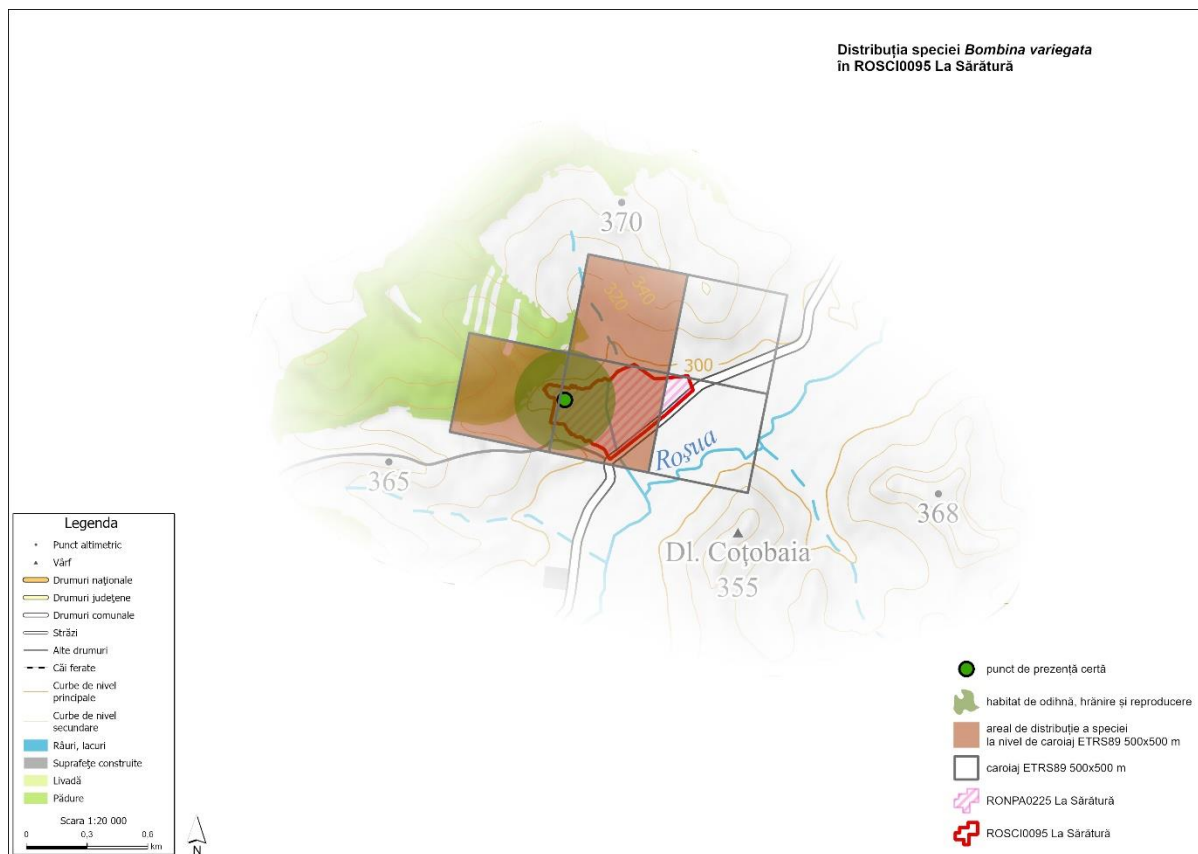 Distribuția speciei Bombina variegata
în ROSCI0095 La Sărătură
370
320
340
300
Roșua
365
368
Dl. Coțobaia
355
Legenda
Punct altimetric
Vârf
Drumuri naționale
Drumuri județene
Drumuri comunale
Străzi
Alte drumuri
Căi ferate
Curbe de nivel
principale
Curbe de nivel
secundare
Râuri, lacuri
Suprafețe construite
Livadă
Pădure
Scara 1:20 000
0 0,3 0,6
km
N
punct de prezență certă
habitat de odihnă, hrănire și reproducere
areal de distribuție a speciei
la nivel de caroiaj ETRS89 500x500 m
caroiaj ETRS89 500x500 m
RONPA0225 La Sărătură
ROSCI0095 La Sărătură